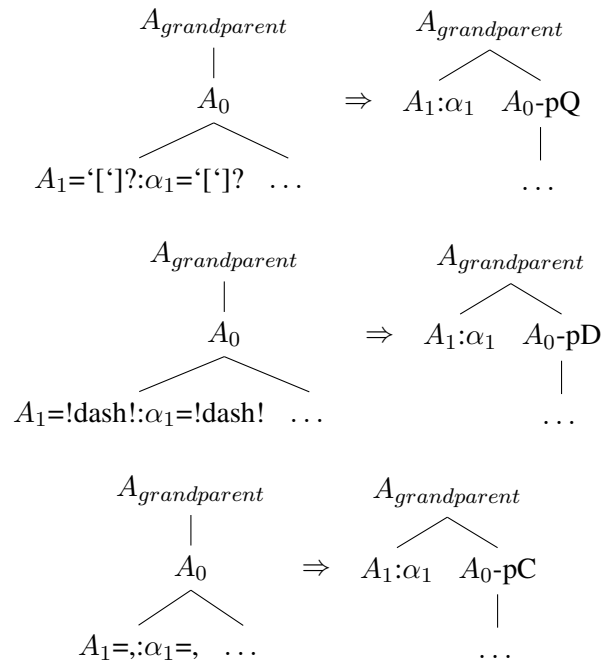 A_grandparent A_grandparent
A_0 ⇒ A_1:α_1 A_0-pQ
A_1=‘[‘]?:α_1=‘[‘]? ... ...
A_grandparent A_grandparent
A_0 ⇒ A_1:α_1 A_0-pD
A_1=!dash!:α_1=!dash! ... ...
A_grandparent A_grandparent
A_0 ⇒ A_1:α_1 A_0-pC
A_1=,:α_1=, ... ...